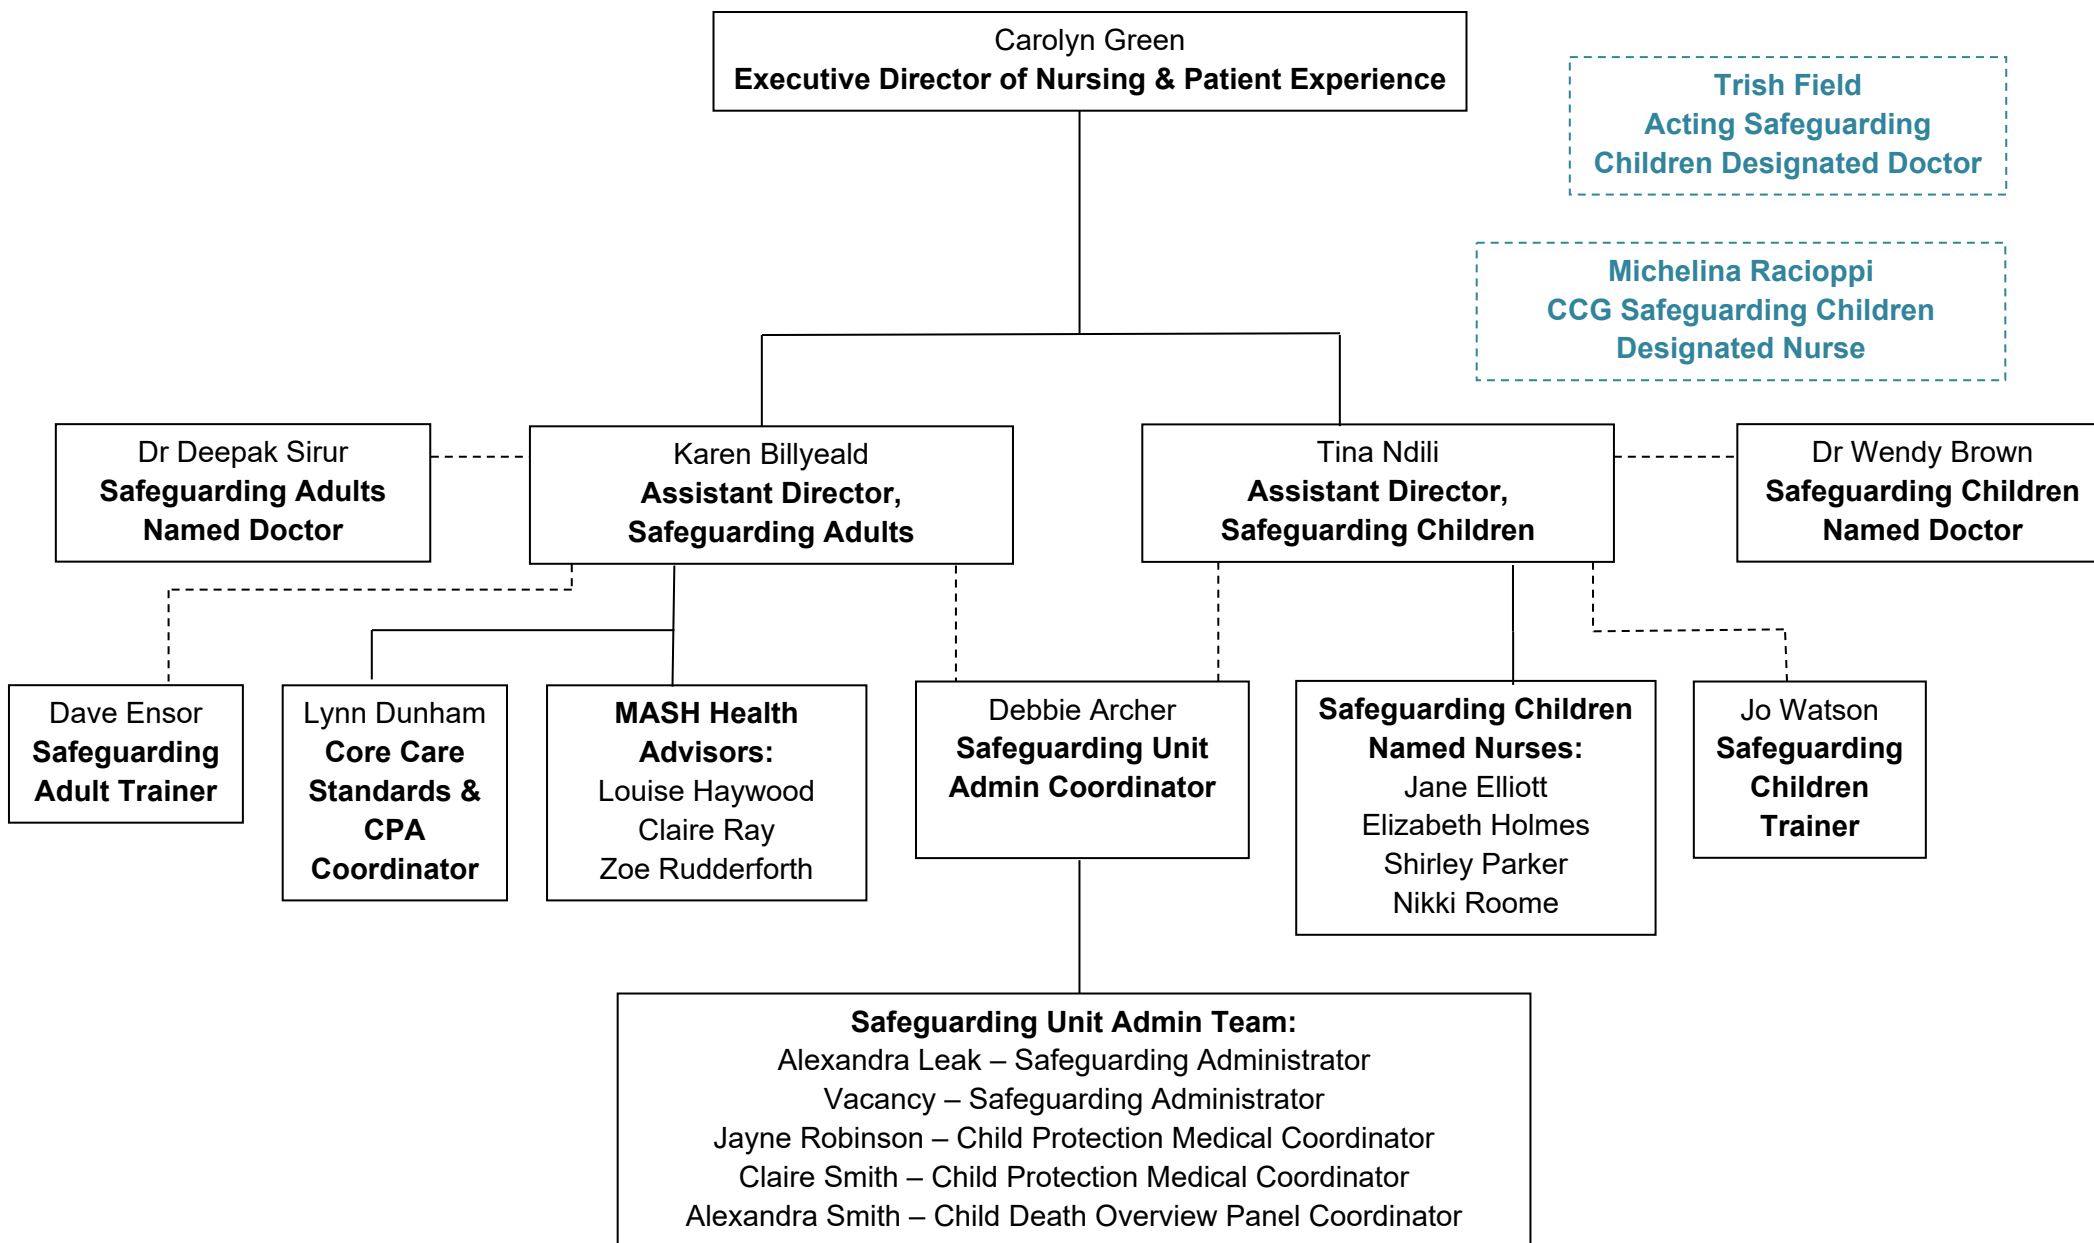 Carolyn Green
Executive Director of Nursing & Patient Experience
Trish Field
Acting Safeguarding
Children Designated Doctor
Michelina Racioppi
CCG Safeguarding Children
Designated Nurse
Dr Deepak Sirur
Safeguarding Adults
Named Doctor
Karen Billyeald
Assistant Director,
Safeguarding Adults
Tina Ndili
Assistant Director,
Safeguarding Children
Dr Wendy Brown
Safeguarding Children
Named Doctor
Dave Ensor
Safeguarding
Adult Trainer
Lynn Dunham
Core Care
Standards &
CPA
Coordinator
MASH Health
Advisors:
Louise Haywood
Claire Ray
Zoe Rudderforth
Debbie Archer
Safeguarding Unit
Admin Coordinator
Safeguarding Children
Named Nurses:
Jane Elliott
Elizabeth Holmes
Shirley Parker
Nikki Roome
Jo Watson
Safeguarding
Children
Trainer
Safeguarding Unit Admin Team:
Alexandra Leak – Safeguarding Administrator
Vacancy – Safeguarding Administrator
Jayne Robinson – Child Protection Medical Coordinator
Claire Smith – Child Protection Medical Coordinator
Alexandra Smith – Child Death Overview Panel Coordinator